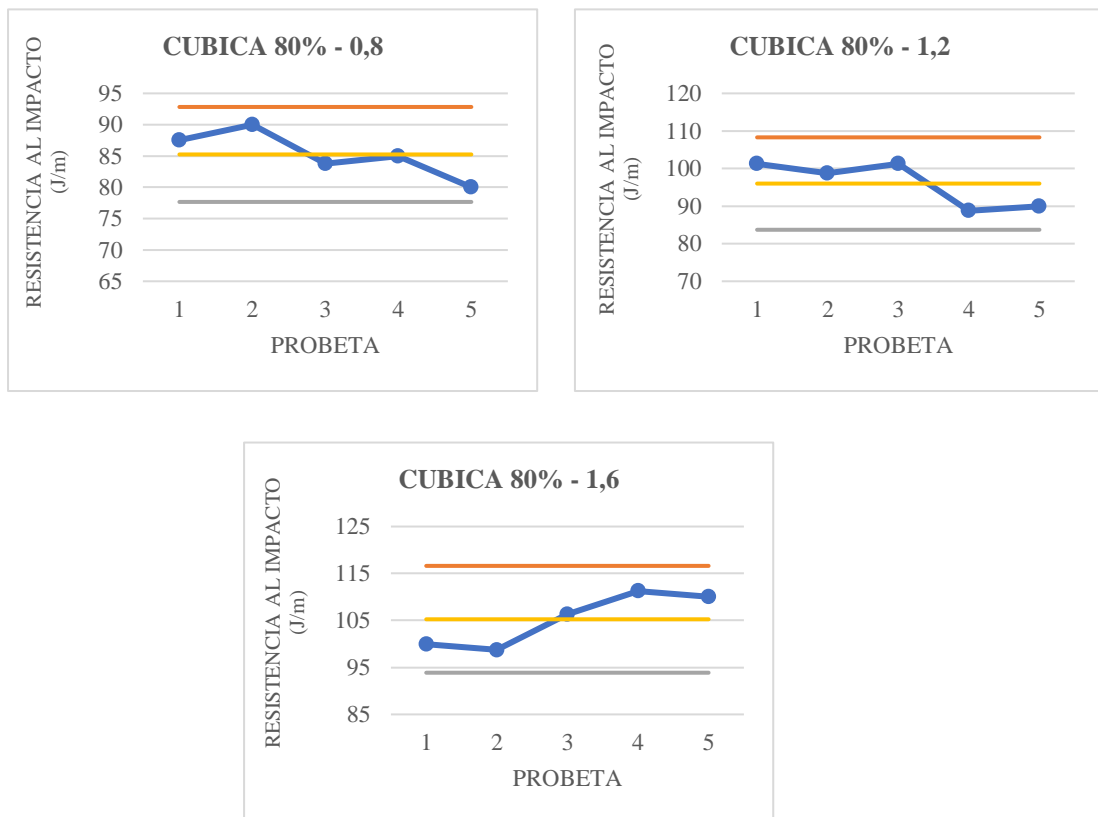 CUBICA 80% - 0,8
RESISTENCIA AL IMPACTO
(J/m)
95
90
85
80
75
70
65
1 2 3 4 5
PROBETA
CUBICA 80% - 1,2
RESISTENCIA AL IMPACTO
(J/m)
120
110
100
90
80
70
1 2 3 4 5
PROBETA
CUBICA 80% - 1,6
RESISTENCIA AL IMPACTO
(J/m)
125
115
105
95
85
1 2 3 4 5
PROBETA